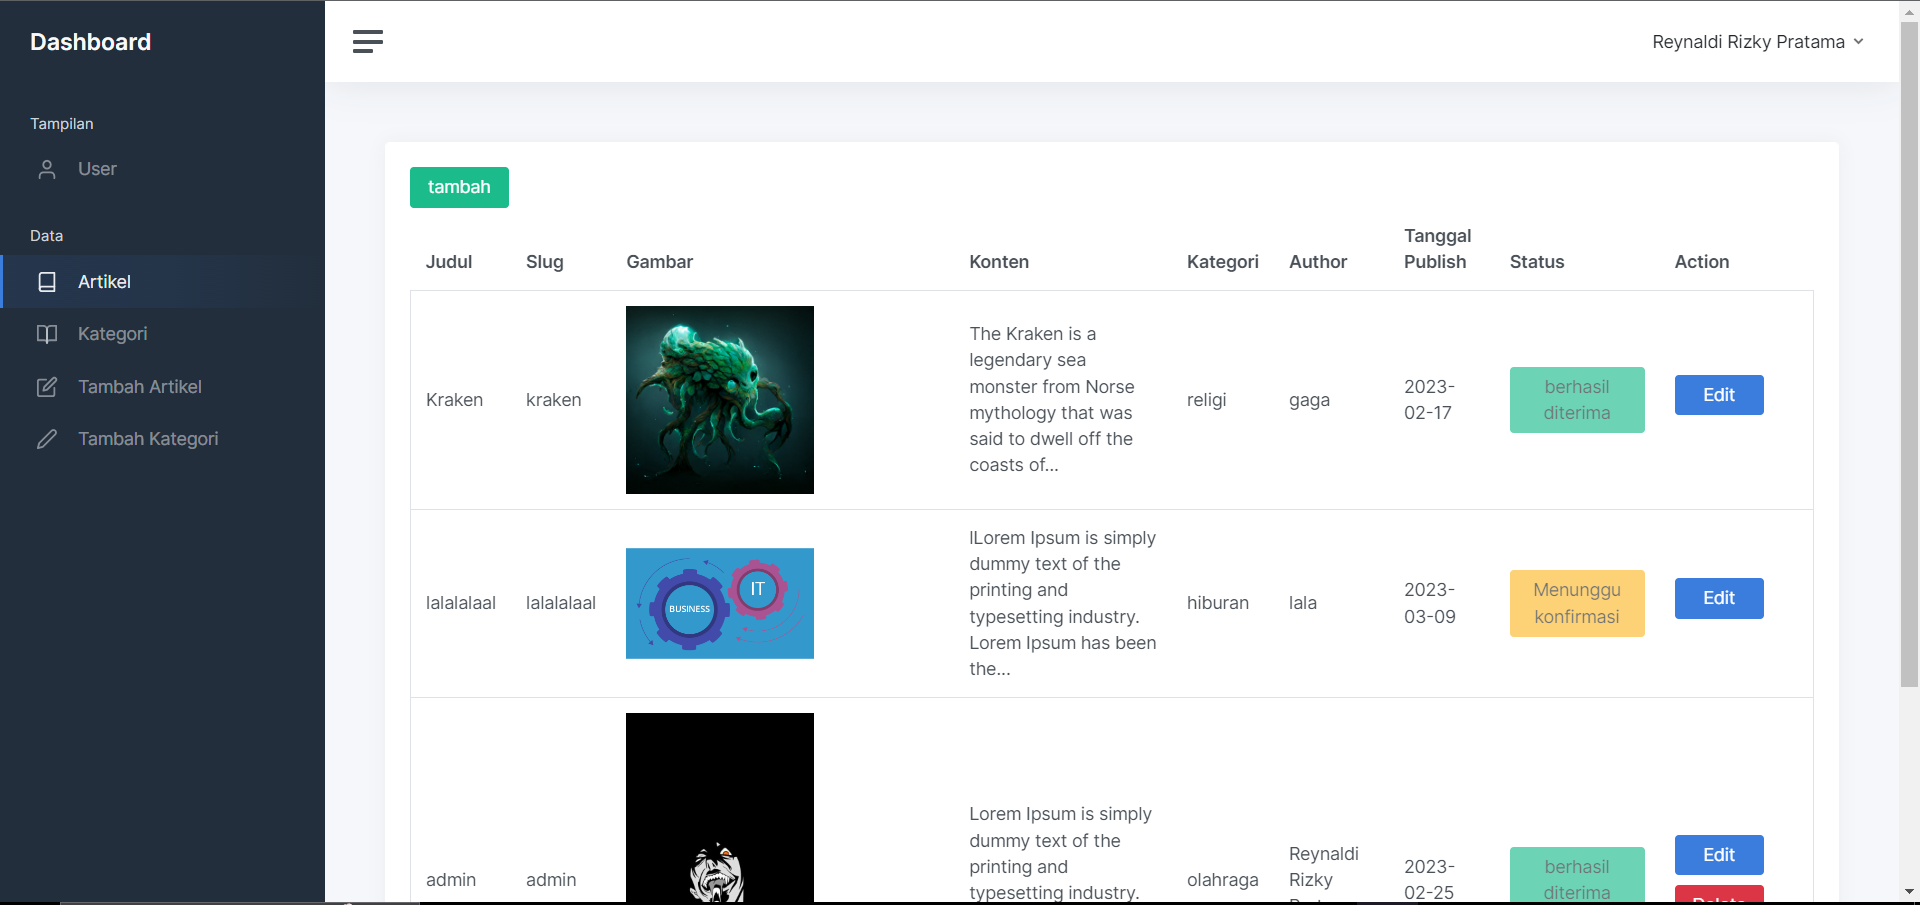 Dashboard
Reynaldi Rizky Pratama
Tampilan
User
Data
Artikel
Kategori
Tambah Artikel
Tambah Kategori
tambah
Judul
Slug
Gambar
Konten
Kategori
Author
Tanggal
Publish
Status
Action
Kraken
kraken
The Kraken is a
legendary sea
monster from Norse
mythology that was
said to dwell off the
coasts of...
religi
gaga
2023-
02-17
berhasil
diterima
Edit
lalalalaal
lalalalaal
BUSINESS
IT
lLorem Ipsum is simply
dummy text of the
printing and
typesetting industry.
Lorem Ipsum has been
the...
hiburan
lala
2023-
03-09
Menunggu
konfirmasi
Edit
admin
admin
Lorem Ipsum is simply
dummy text of the
printing and
typesetting industry.
olahraga
Reynaldi
Rizky
2023-
02-25
berhasil
diterima
Edit